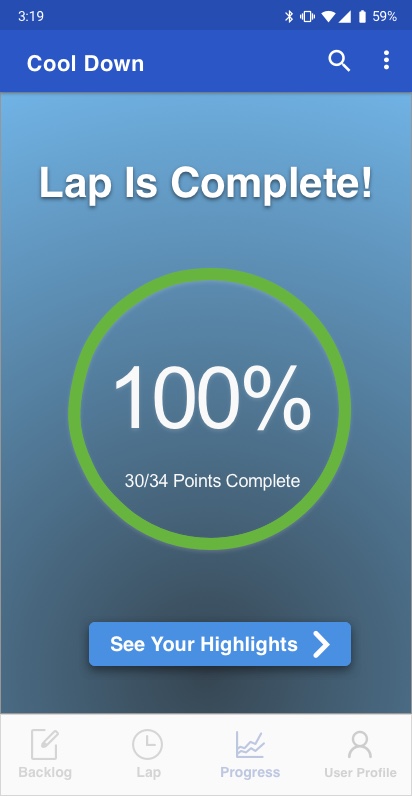 3:19
59%
Cool Down
Lap Is Complete!
100%
30/34 Points Complete
See Your Highlights
Backlog
Lap
Progress
User Profile